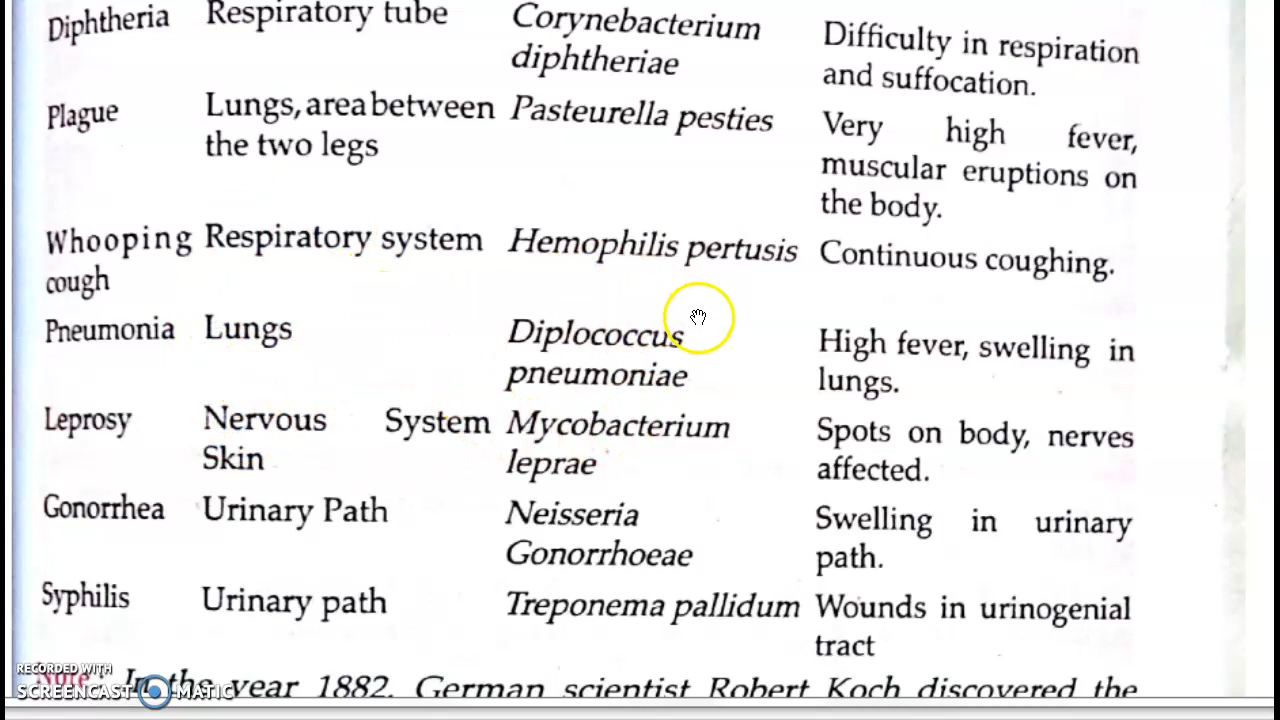 Diphtheria Respiratory tube Corynebacterium diphtheriae Difficulty in respiration and suffocation.
Plague Lungs, area between the two legs Pasteurella pesties Very high fever, muscular eruptions on the body.
Whooping cough Respiratory system Hemophilis pertusis Continuous coughing.
Pneumonia Lungs Diplococcus pneumoniae High fever, swelling in lungs.
Leprosy Nervous System Skin Mycobacterium leprae Spots on body, nerves affected.
Gonorrhea Urinary Path Neisseria Gonorrhoeae Swelling in urinary path.
Syphilis Urinary path Treponema pallidum Wounds in urinogenial tract
Note : In the year 1882, German scientist Robert Koch discovered the
RECORDED WITH
SCREENCAST MATIC